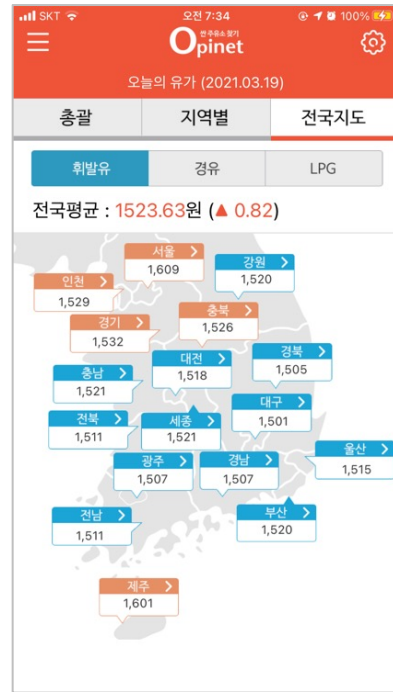 SKT 오전 7:34 100%
싼 주유소 찾기
Opinet
오늘의 유가 (2021.03.19)
총괄 지역별 전국지도
휘발유 경유 LPG
전국평균 : 1523.63원 (▲ 0.82)
서울 >
1,609
강원 >
1,520
인천 >
1,529
충북 >
1,526
경기 >
1,532
경북 >
1,505
대전 >
1,518
충남 >
1,521
대구 >
1,501
전북 >
1,511
세종 >
1,521
울산 >
1,515
광주 >
1,507
경남 >
1,507
전남 >
1,511
부산 >
1,520
제주 >
1,601